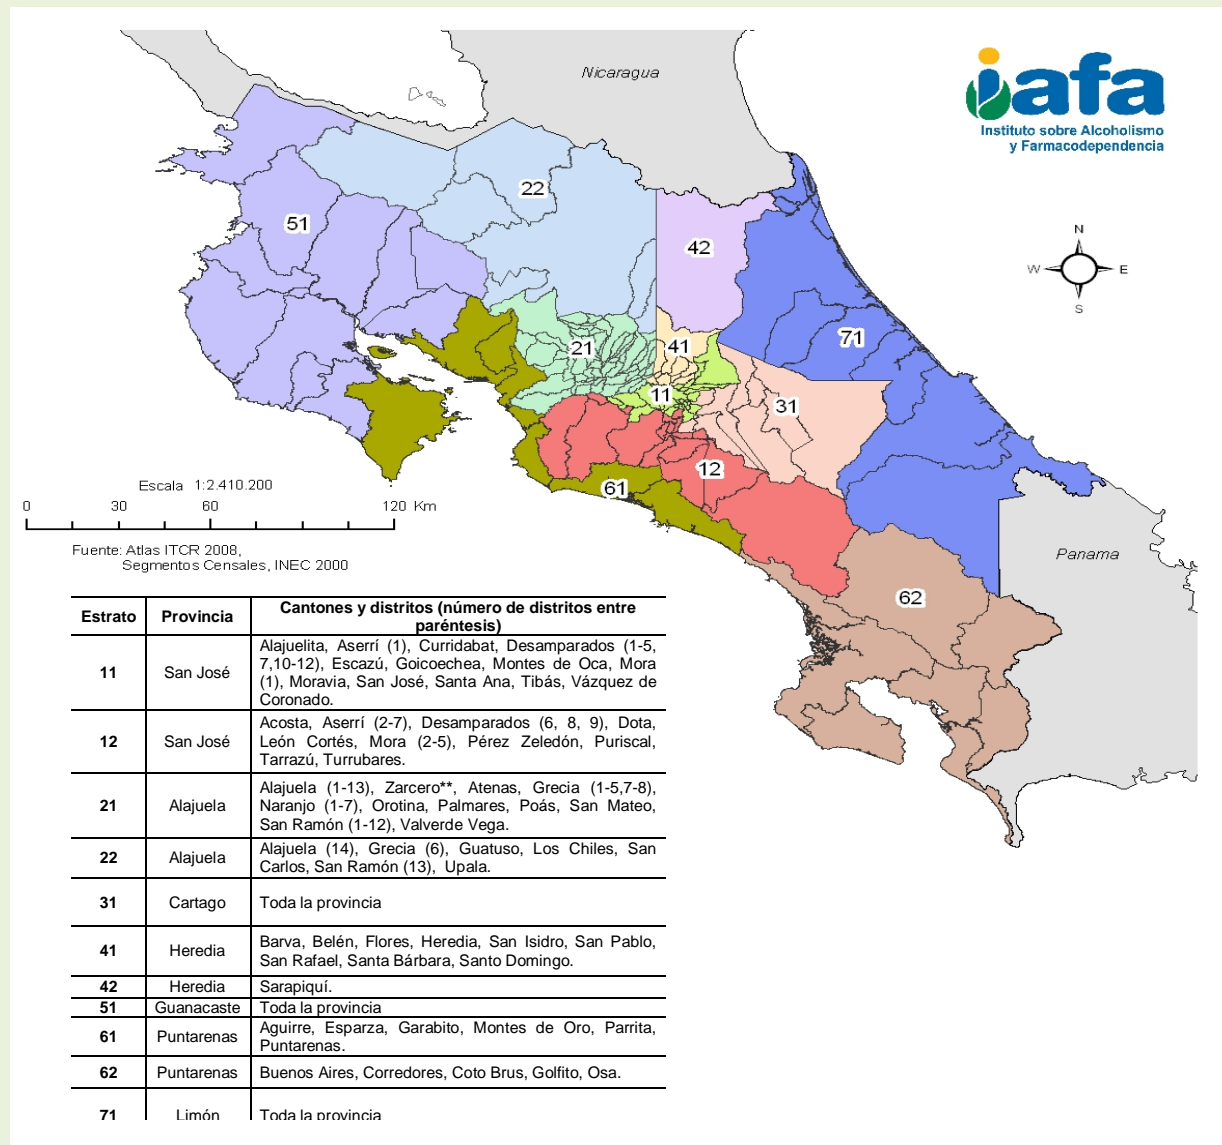 Nicaragua
iafa
Instituto sobre Alcoholismo
y Farmacodependencia
22
51
42
N
W
E
S
71
21
41
11
31
12
61
Escala 1:2.410.200
0 30 60 120 Km
Fuente: Atlas ITCR 2008,
Segmentos Censales, INEC 2000
Panama
62
Estrato Provincia Cantones y distritos (número de distritos entre
paréntesis)
11 San José Alajuelita, Aserrí (1), Curridabat, Desamparados (1-5,
7,10-12), Escazú, Goicoechea, Montes de Oca, Mora
(1), Moravia, San José, Santa Ana, Tibás, Vázquez de
Coronado.
12 San José Acosta, Aserrí (2-7), Desamparados (6, 8, 9), Dota,
León Cortés, Mora (2-5), Pérez Zeledón, Puriscal,
Tarrazú, Turrubares.
21 Alajuela Alajuela (1-13), Zarcero**, Atenas, Grecia (1-5,7-8),
Naranjo (1-7), Orotina, Palmares, Poás, San Mateo,
San Ramón (1-12), Valverde Vega.
22 Alajuela Alajuela (14), Grecia (6), Guatuso, Los Chiles, San
Carlos, San Ramón (13), Upala.
31 Cartago Toda la provincia
41 Heredia Barva, Belén, Flores, Heredia, San Isidro, San Pablo,
San Rafael, Santa Bárbara, Santo Domingo.
42 Heredia Sarapiquí.
51 Guanacaste Toda la provincia
61 Puntarenas Aguirre, Esparza, Garabito, Montes de Oro, Parrita,
Puntarenas.
62 Puntarenas Buenos Aires, Corredores, Coto Brus, Golfito, Osa.
71 Limón Toda la provincia